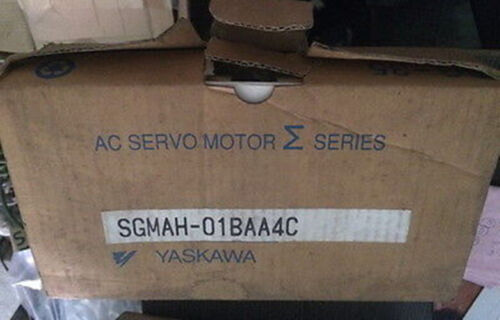 AC SERVO MOTOR Σ SERIES
SGMAH-01BAA4C
YASKAWA